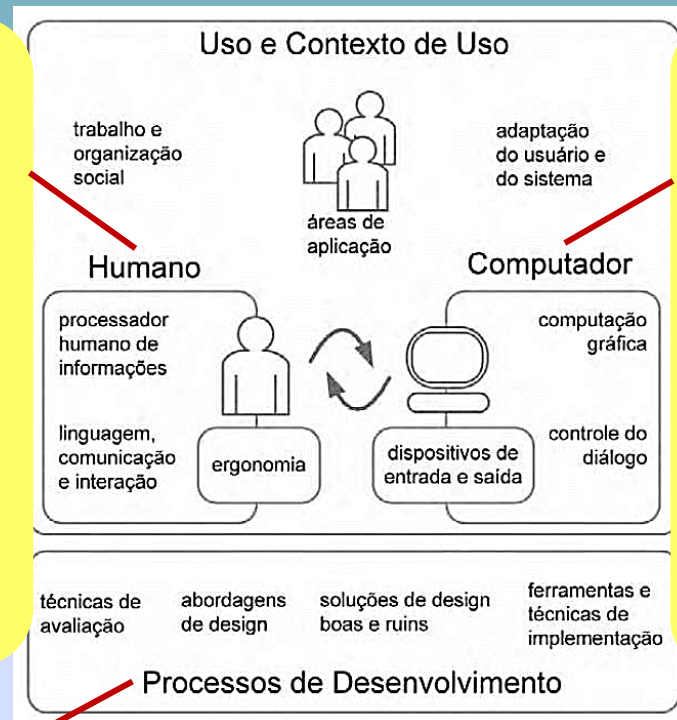 Uso e Contexto de Uso
trabalho e
organização
social
áreas de
aplicação
adaptação
do usuário e
do sistema
Humano
Computador
processador
humano de
informações
linguagem,
comunicação
e interação
ergonomia
dispositivos de
entrada e saída
computação
gráfica
controle do
diálogo
técnicas de
avaliação
abordagens
de design
soluções de design
boas e ruins
ferramentas e
técnicas de
implementação
Processos de Desenvolvimento